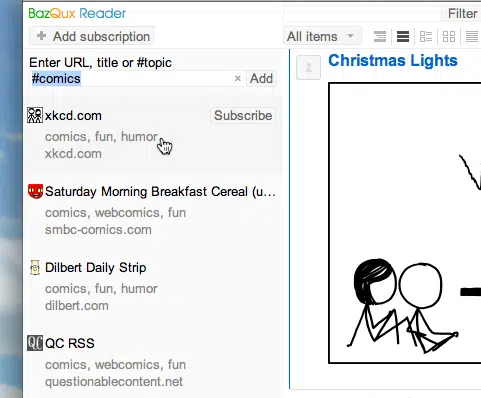 BazQux Reader
Filter
Add subscription
All items
Enter URL, title or #topic
#comics × Add
Christmas Lights
xkcd.com
Subscribe
comics, fun, humor
xkcd.com
Saturday Morning Breakfast Cereal (u...
comics, webcomics, fun
smbc-comics.com
Dilbert Daily Strip
comics, fun, humor
dilbert.com
QC QC RSS
comics, webcomics, fun
questionablecontent.net